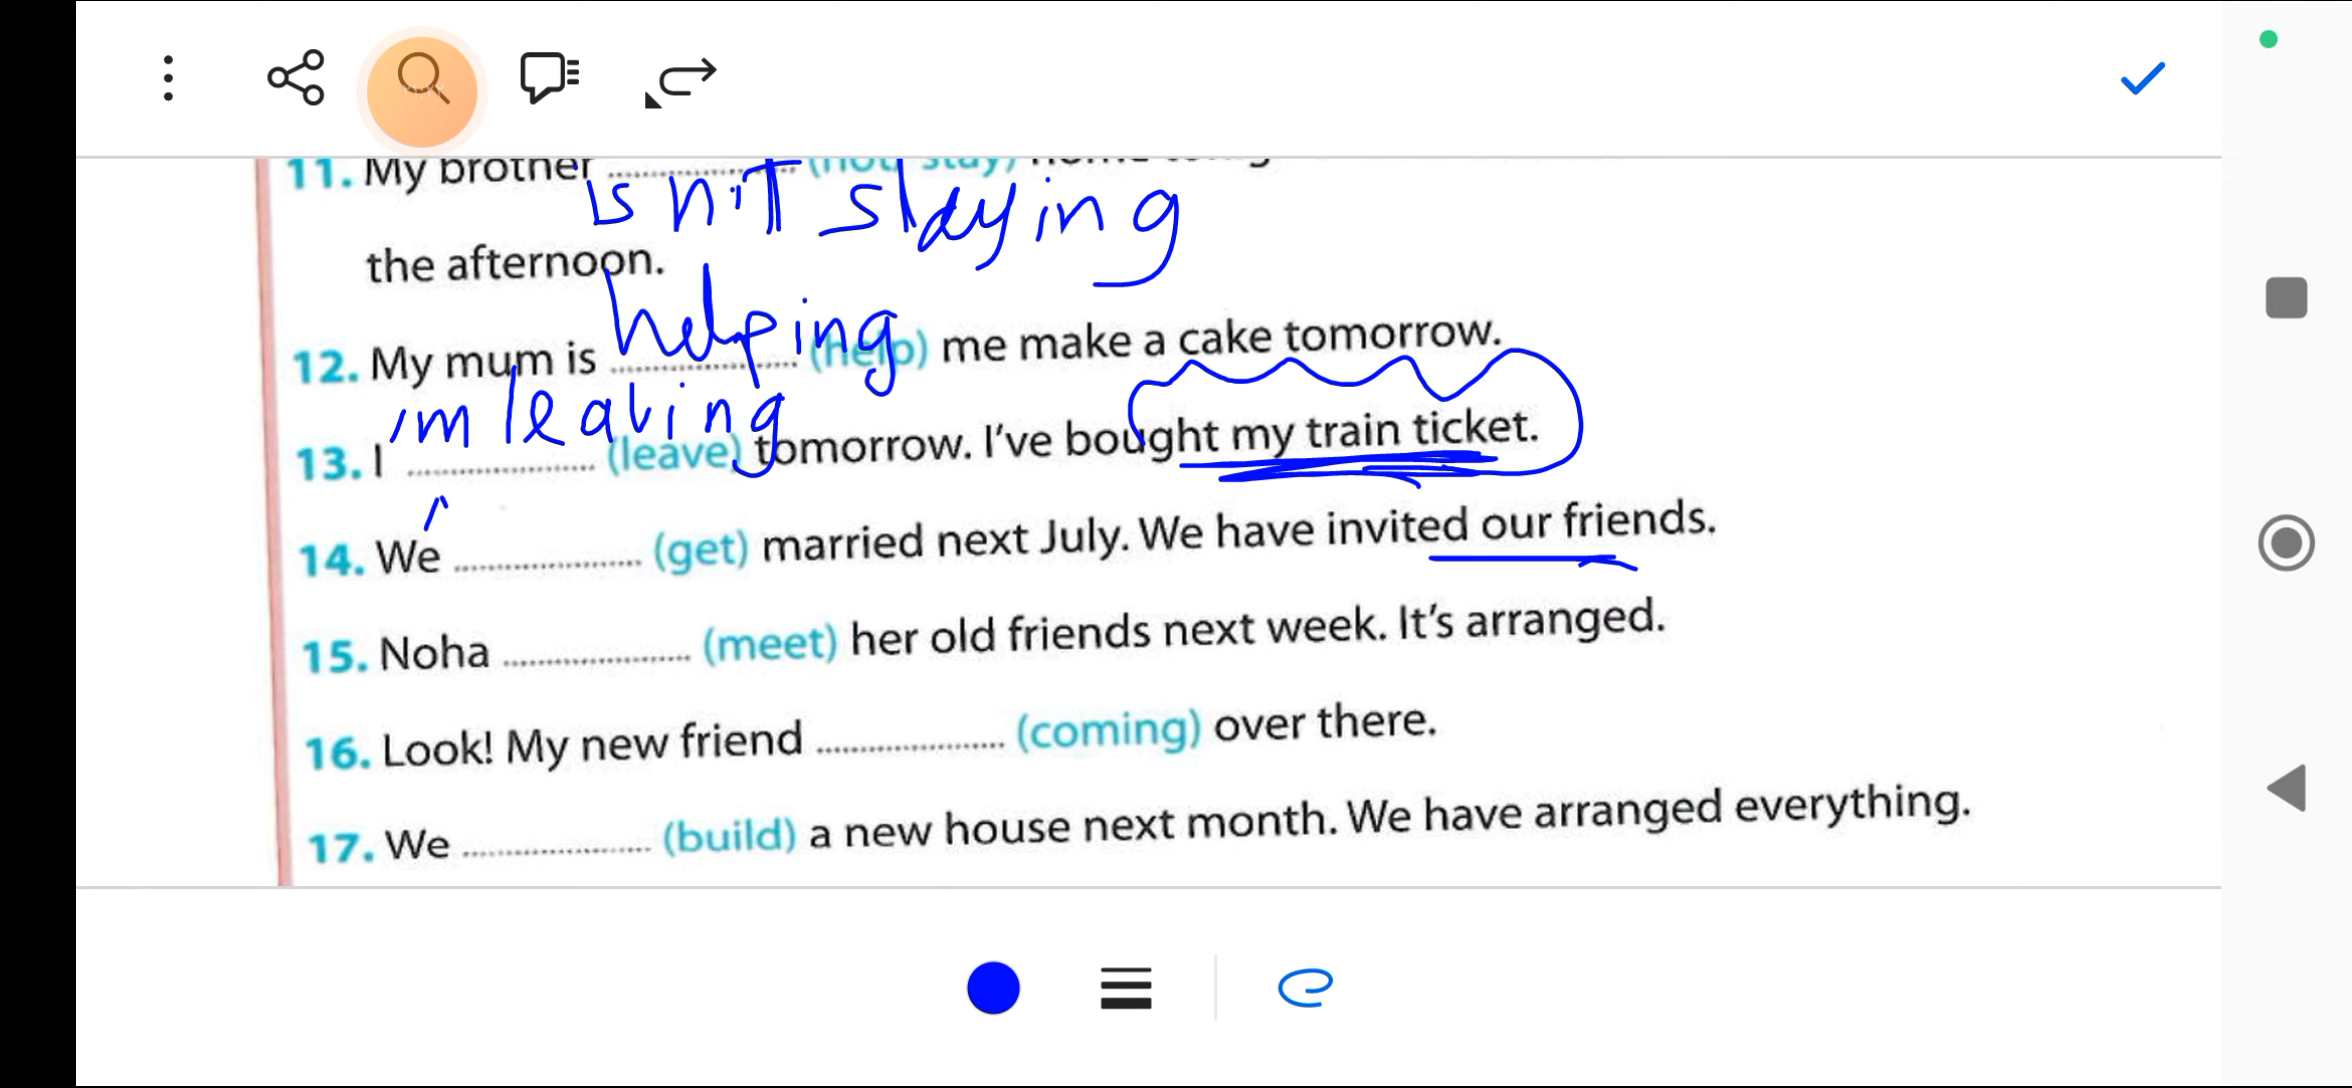 11. My brother .................... (not, stay) home
is n't staying
the afternoon.
helping
12. My mum is .................... (help) me make a cake tomorrow.
im leaving
13. I .................... (leave) tomorrow. I've bought my train ticket.
14. We .................... (get) married next July. We have invited our friends.
15. Noha .................... (meet) her old friends next week. It's arranged.
16. Look! My new friend .................... (coming) over there.
17. We .................... (build) a new house next month. We have arranged everything.